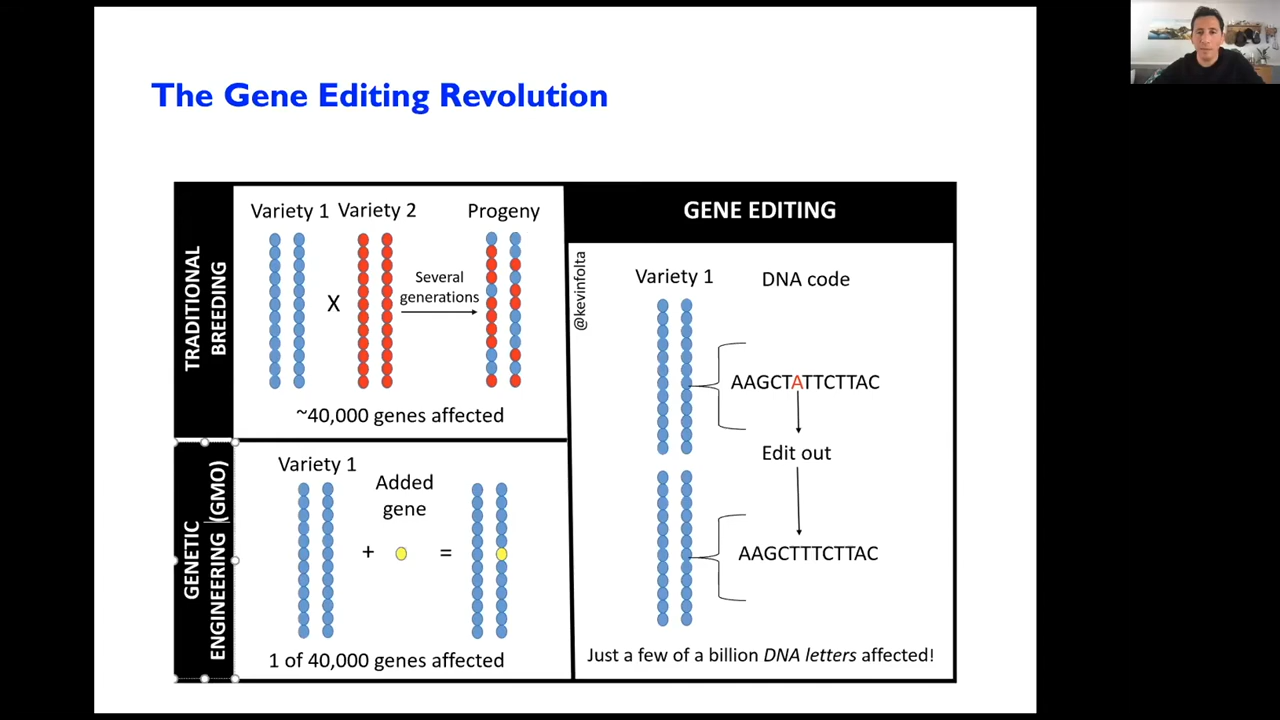 The Gene Editing Revolution
TRADITIONAL
BREEDING
Variety 1
Variety 2
Progeny
X
Several
generations
~40,000 genes affected
GENETIC
ENGINEERING (GMO)
Variety 1
Added
gene
+
=
1 of 40,000 genes affected
GENE EDITING
@kevinfolta
Variety 1
DNA code
AAGCTATTCTTAC
Edit out
AAGCTTTCTTAC
Just a few of a billion DNA letters affected!